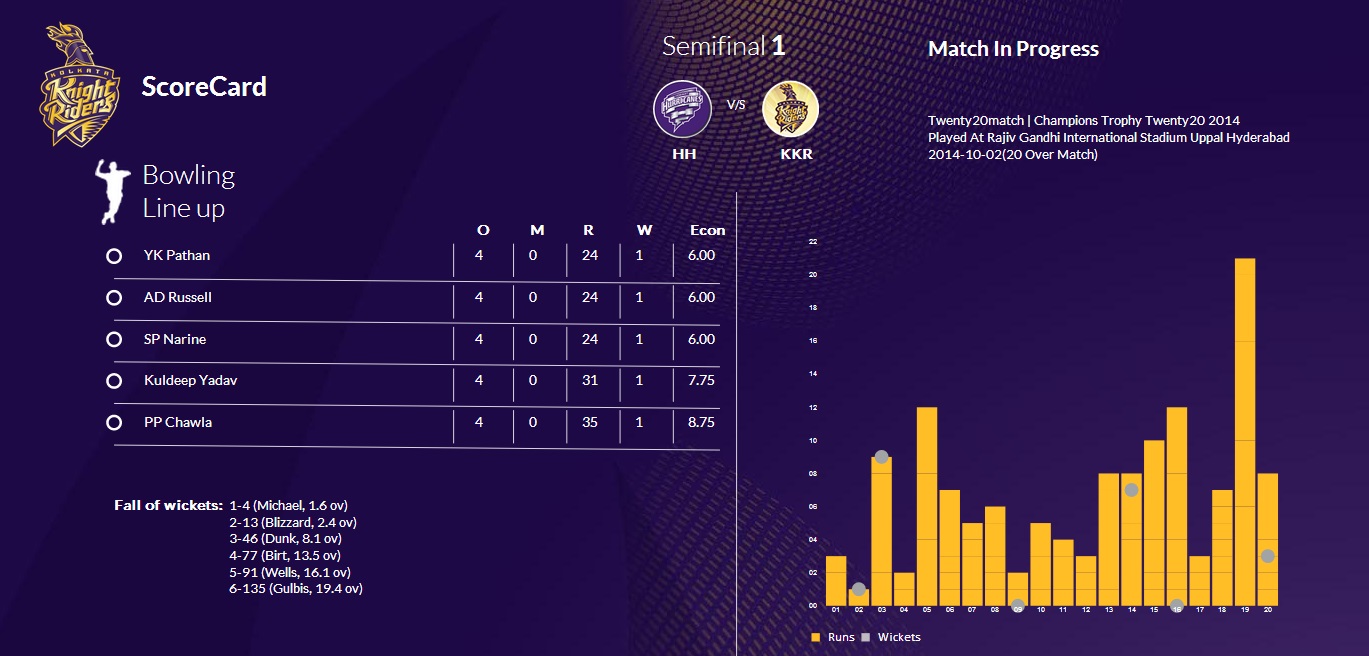 KOLKATA
Knight
Riders
ScoreCard
Semifinal 1
HURRICANES
V/S
Knight
Riders
HH
KKR
Match In Progress
Twenty20match | Champions Trophy Twenty20 2014
Played At Rajiv Gandhi International Stadium Uppal Hyderabad
2014-10-02(20 Over Match)
Bowling
Line up
O M R W Econ
YK Pathan 4 0 24 1 6.00
AD Russell 4 0 24 1 6.00
SP Narine 4 0 24 1 6.00
Kuldeep Yadav 4 0 31 1 7.75
PP Chawla 4 0 35 1 8.75
Fall of wickets: 1-4 (Michael, 1.6 ov)
2-13 (Blizzard, 2.4 ov)
3-46 (Dunk, 8.1 ov)
4-77 (Birt, 13.5 ov)
5-91 (Wells, 16.1 ov)
6-135 (Gulbis, 19.4 ov)
22
20
18
16
14
12
10
08
06
04
02
00
01 02 03 04 05 06 07 08 09 10 11 12 13 14 15 16 17 18 19 20
Runs Wickets